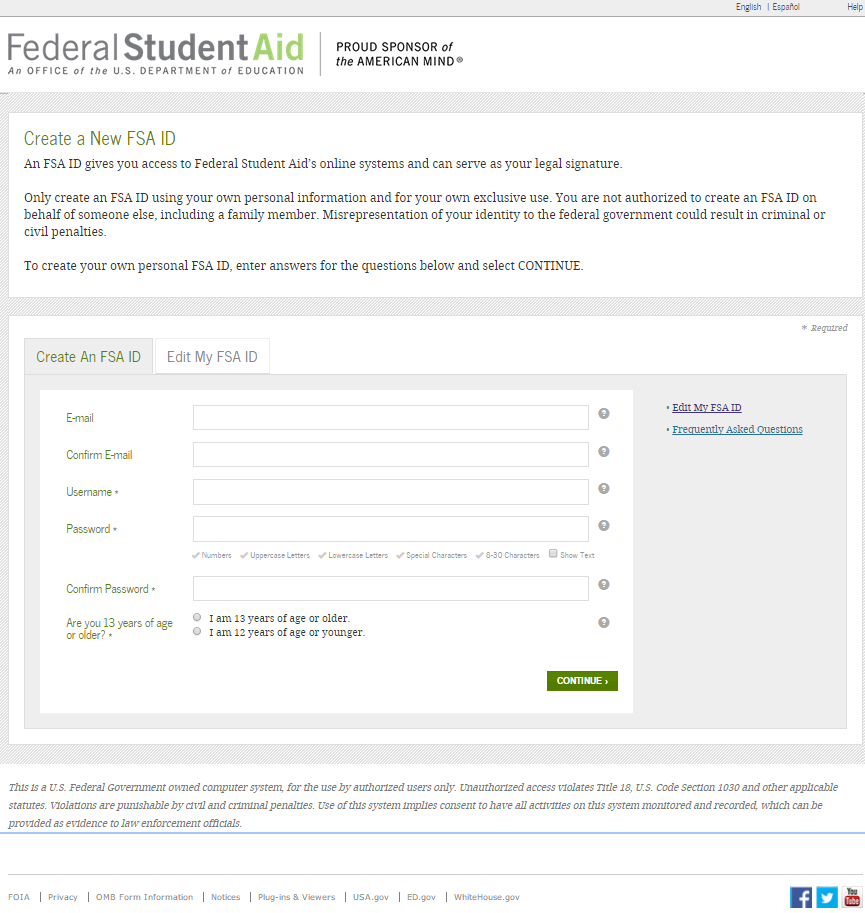 English | Español Help
Federal Student Aid
An OFFICE of the U.S. DEPARTMENT of EDUCATION
PROUD SPONSOR of
the AMERICAN MIND®
Create a New FSA ID
An FSA ID gives you access to Federal Student Aid's online systems and can serve as your legal signature.
Only create an FSA ID using your own personal information and for your own exclusive use. You are not authorized to create an FSA ID on
behalf of someone else, including a family member. Misrepresentation of your identity to the federal government could result in criminal or
civil penalties.
To create your own personal FSA ID, enter answers for the questions below and select CONTINUE.
* Required
Create An FSA ID
Edit My FSA ID
E-mail
?
Confirm E-mail
?
Username *
?
Password *
?
Numbers Uppercase Letters Lowercase Letters Special Characters 8-30 Characters Show Text
Confirm Password *
?
Are you 13 years of age
or older? *
I am 13 years of age or older.
I am 12 years of age or younger.
?
CONTINUE ›
• Edit My FSA ID
• Frequently Asked Questions
This is a U.S. Federal Government owned computer system, for the use by authorized users only. Unauthorized access violates Title 18, U.S. Code Section 1030 and other applicable
statutes. Violations are punishable by civil and criminal penalties. Use of this system implies consent to have all activities on this system monitored and recorded, which can be
provided as evidence to law enforcement officials.
FOIA | Privacy | OMB Form Information | Notices | Plug-ins & Viewers | USA.gov | ED.gov | WhiteHouse.gov
f
You
Tube